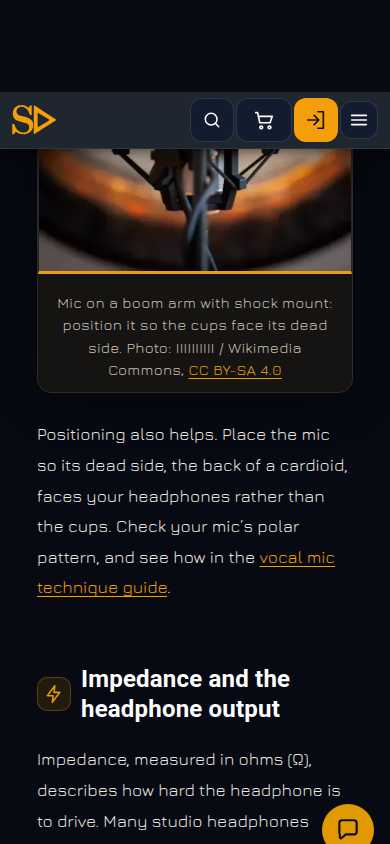 Mic on a boom arm with shock mount:
position it so the cups face its dead
side. Photo: IIIIIIIIII / Wikimedia
Commons, CC BY-SA 4.0
Positioning also helps. Place the mic
so its dead side, the back of a cardioid,
faces your headphones rather than
the cups. Check your mic's polar
pattern, and see how in the vocal mic
technique guide.
Impedance and the
headphone output
Impedance, measured in ohms (Ω),
describes how hard the headphone is
to drive. Many studio headphones